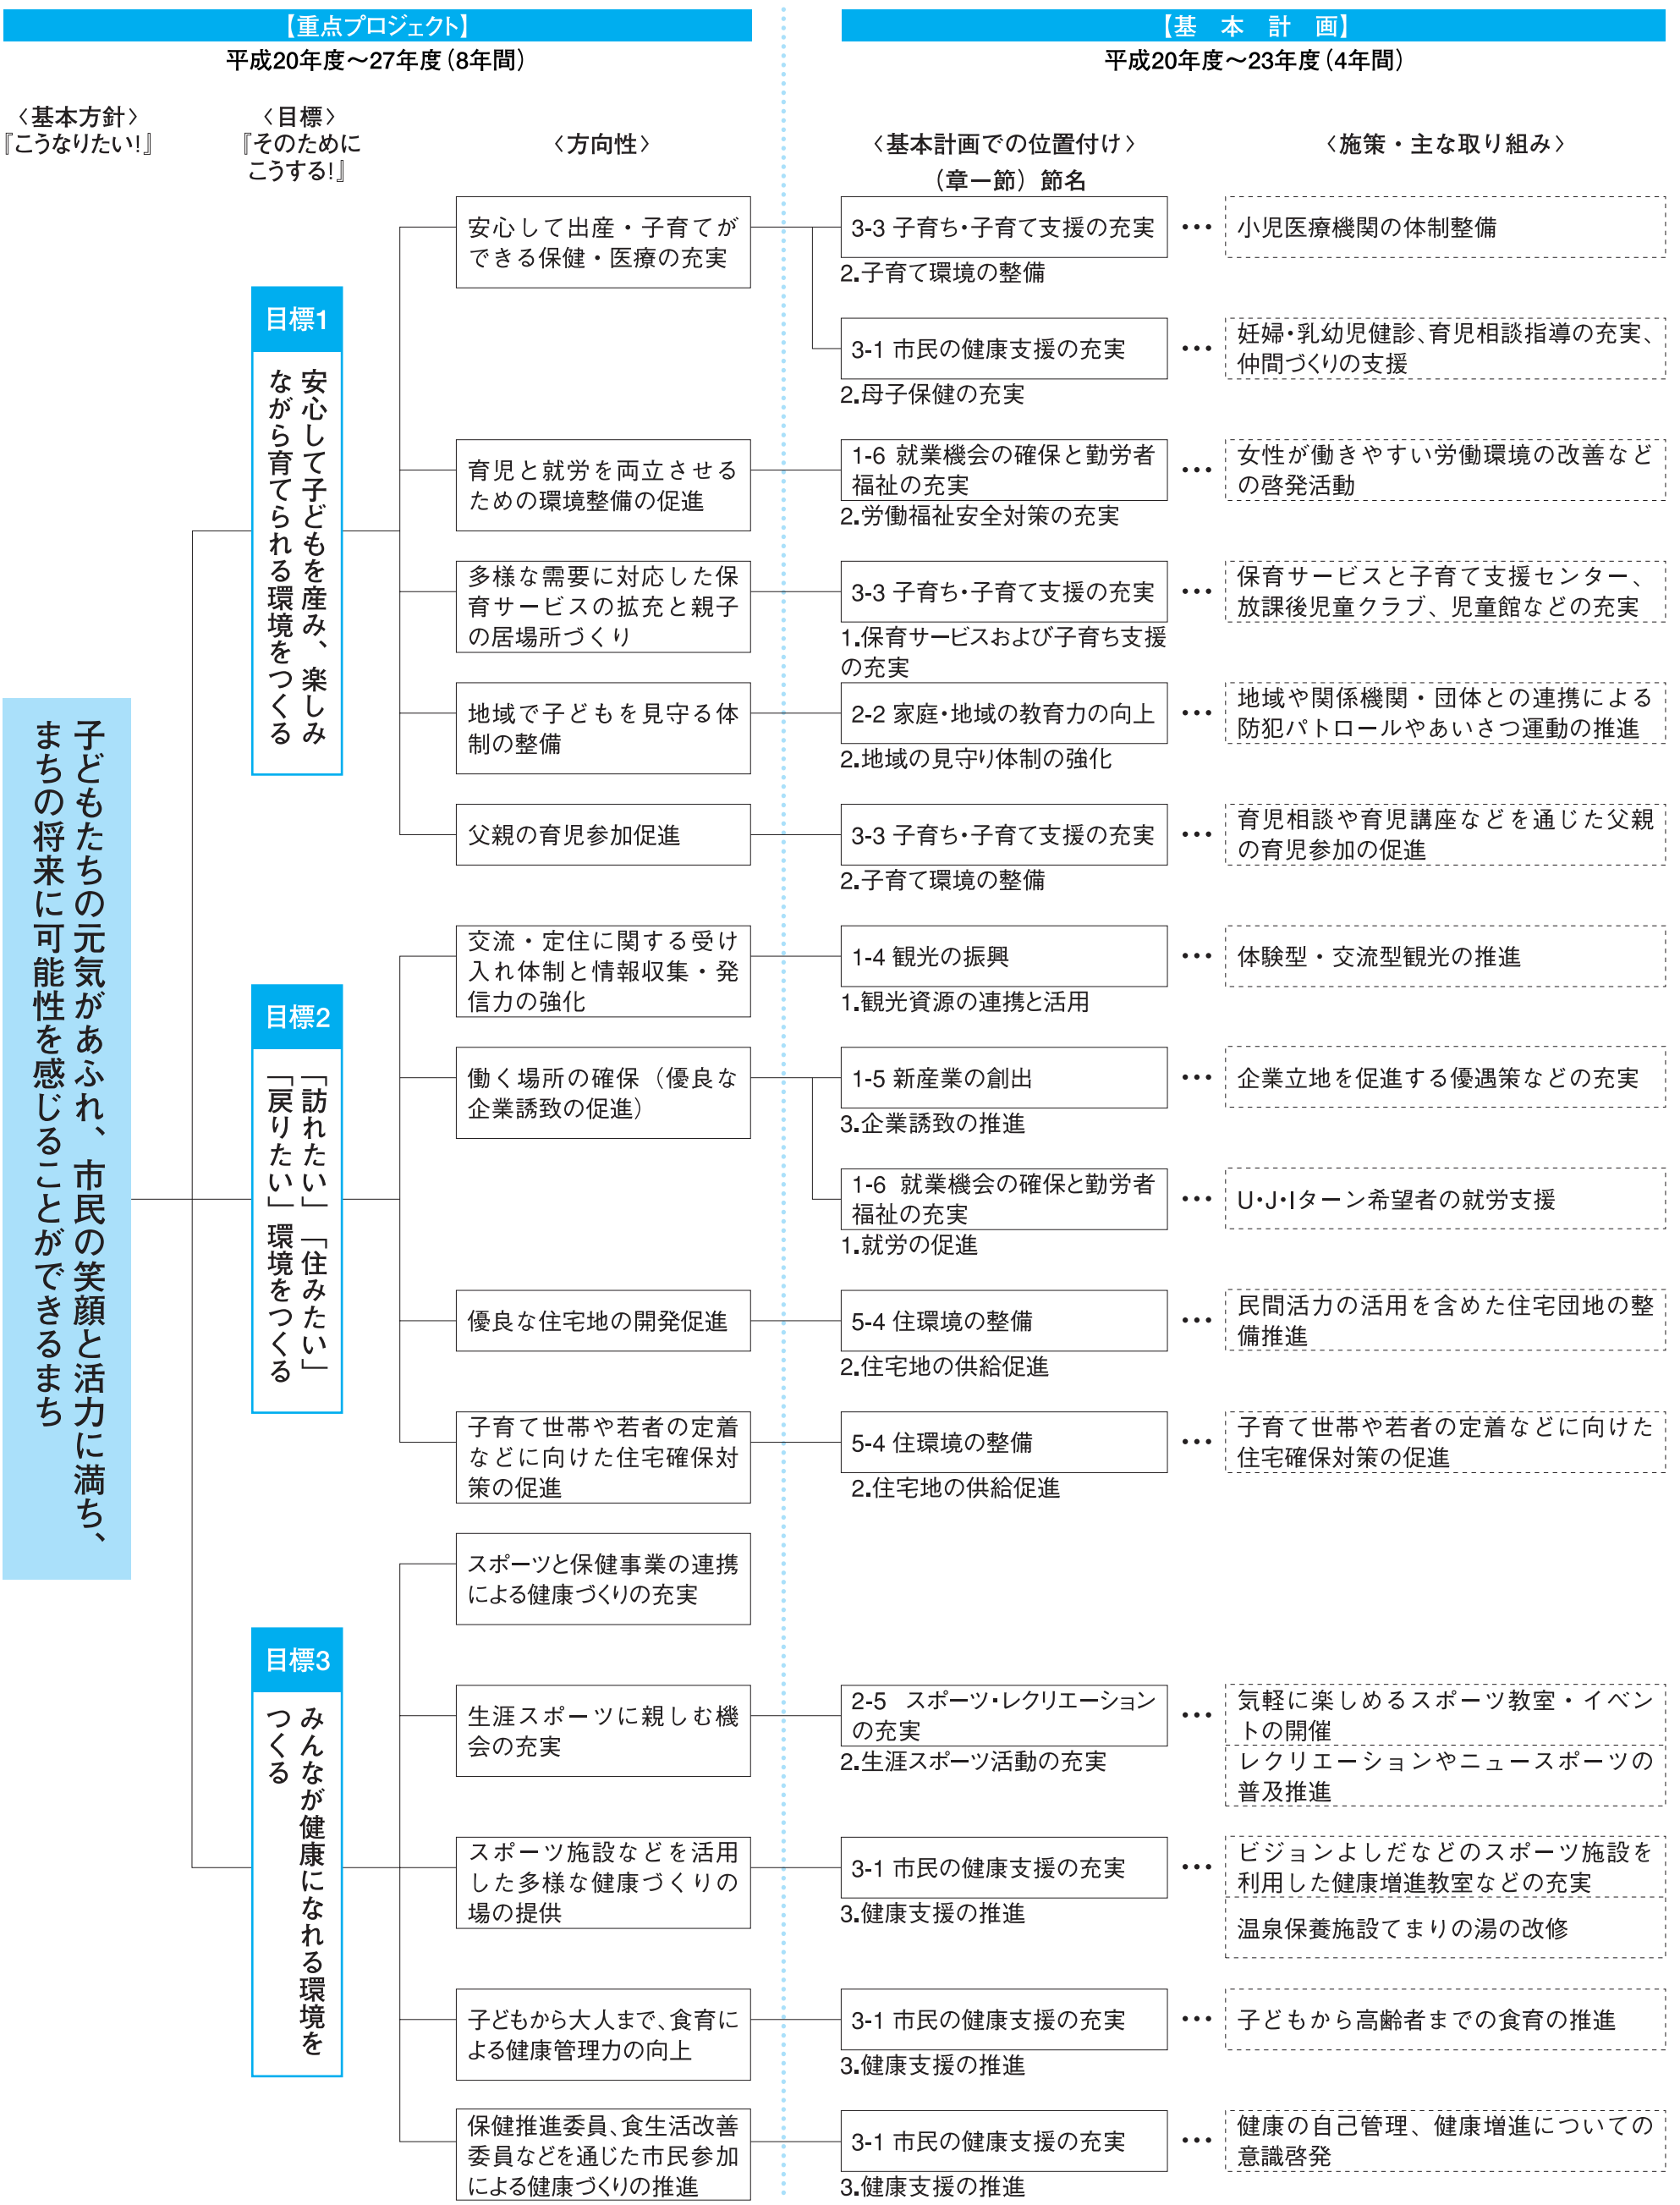 【重点プロジェクト】
平成20年度～27年度（8年間）
【基　本　計　画】
平成20年度～23年度（4年間）
〈基本方針〉
『こうなりたい！』
〈目標〉
『そのために
こうする！』
〈方向性〉
〈基本計画での位置付け〉
（章ー節）節名
〈施策・主な取り組み〉
子どもたちの元気があふれ、市民の笑顔と活力に満ち、
まちの将来に可能性を感じることができるまち
目標1
安心して子どもを産み、楽しみ
ながら育てられる環境をつくる
安心して出産・子育てが
できる保健・医療の充実
3-3 子育ち・子育て支援の充実
2.子育て環境の整備
…
小児医療機関の体制整備
3-1 市民の健康支援の充実
2.母子保健の充実
…
妊婦・乳幼児健診、育児相談指導の充実、
仲間づくりの支援
育児と就労を両立させる
ための環境整備の促進
1-6 就業機会の確保と勤労者
福祉の充実
2.労働福祉安全対策の充実
…
女性が働きやすい労働環境の改善など
の啓発活動
多様な需要に対応した保
育サービスの拡充と親子
の居場所づくり
3-3 子育ち・子育て支援の充実
1.保育サービスおよび子育ち支援
の充実
…
保育サービスと子育て支援センター、
放課後児童クラブ、児童館などの充実
地域で子どもを見守る体
制の整備
2-2 家庭・地域の教育力の向上
2.地域の見守り体制の強化
…
地域や関係機関・団体との連携による
防犯パトロールやあいさつ運動の推進
父親の育児参加促進
3-3 子育ち・子育て支援の充実
2.子育て環境の整備
…
育児相談や育児講座などを通じた父親
の育児参加の促進
目標2
「訪れたい」「住みたい」
「戻りたい」環境をつくる
交流・定住に関する受け
入れ体制と情報収集・発
信力の強化
1-4 観光の振興
1.観光資源の連携と活用
…
体験型・交流型観光の推進
働く場所の確保（優良な
企業誘致の促進）
1-5 新産業の創出
3.企業誘致の推進
…
企業立地を促進する優遇策などの充実
1-6 就業機会の確保と勤労者
福祉の充実
1.就労の促進
…
U・J・Iターン希望者の就労支援
優良な住宅地の開発促進
5-4 住環境の整備
2.住宅地の供給促進
…
民間活力の活用を含めた住宅団地の整
備推進
子育て世帯や若者の定着
などに向けた住宅確保対
策の促進
5-4 住環境の整備
2.住宅地の供給促進
…
子育て世帯や若者の定着などに向けた
住宅確保対策の促進
目標3
みんなが健康になれる環境を
つくる
スポーツと保健事業の連携
による健康づくりの充実
生涯スポーツに親しむ機
会の充実
2-5 スポーツ・レクリエーション
の充実
2.生涯スポーツ活動の充実
…
気軽に楽しめるスポーツ教室・イベン
トの開催
レクリエーションやニュースポーツの
普及推進
スポーツ施設などを活用
した多様な健康づくりの
場の提供
3-1 市民の健康支援の充実
3.健康支援の推進
…
ビジョンよしだなどのスポーツ施設を
利用した健康増進教室などの充実
温泉保養施設てまりの湯の改修
子どもから大人まで、食育に
よる健康管理力の向上
3-1 市民の健康支援の充実
3.健康支援の推進
…
子どもから高齢者までの食育の推進
保健推進委員、食生活改善
委員などを通じた市民参加
による健康づくりの推進
3-1 市民の健康支援の充実
3.健康支援の推進
…
健康の自己管理、健康増進についての
意識啓発